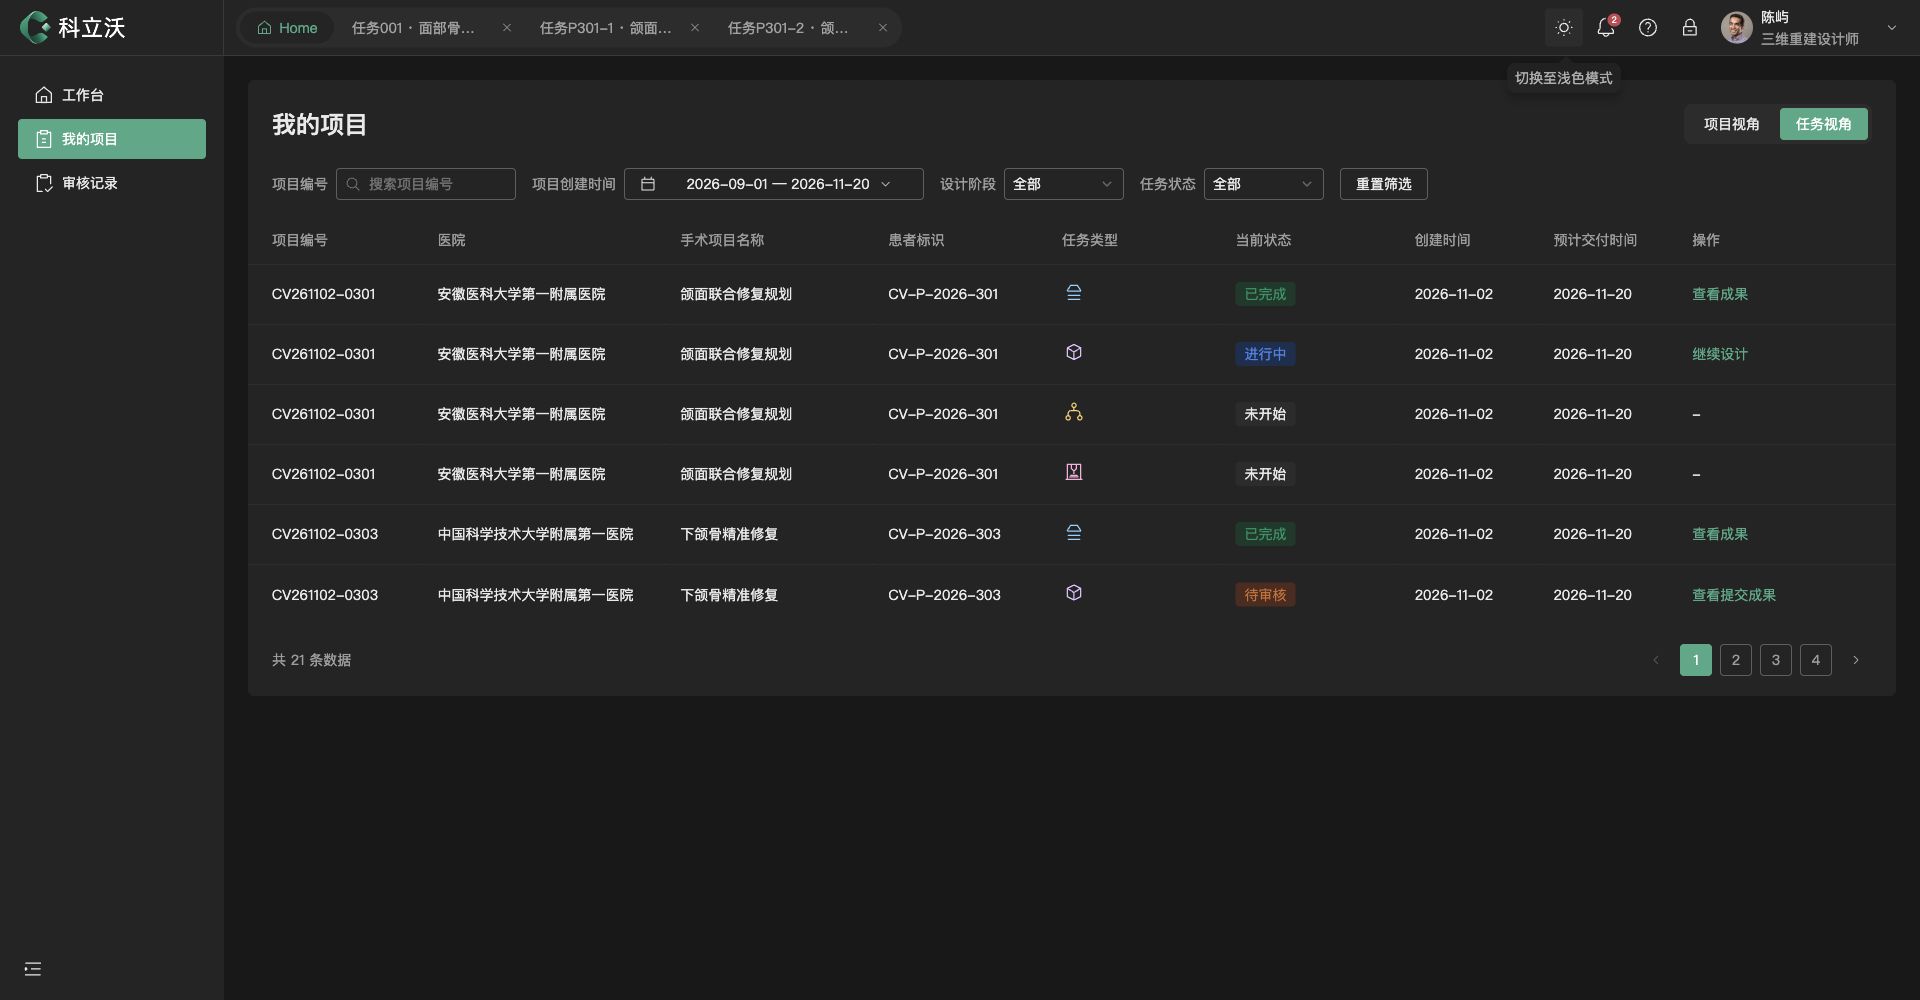 科立沃
Home
任务001 · 面部骨...
任务P301-1 · 颌面...
任务P301-2 · 颌...
2
陈屿
三维重建设计师
切换至浅色模式
工作台
我的项目
审核记录
我的项目
项目视角 任务视角
项目编号 搜索项目编号 项目创建时间 2026-09-01 — 2026-11-20 设计阶段 全部 任务状态 全部 重置筛选
项目编号 医院 手术项目名称 患者标识 任务类型 当前状态 创建时间 预计交付时间 操作
CV261102-0301 安徽医科大学第一附属医院 颌面联合修复规划 CV-P-2026-301 已完成 2026-11-02 2026-11-20 查看成果
CV261102-0301 安徽医科大学第一附属医院 颌面联合修复规划 CV-P-2026-301 进行中 2026-11-02 2026-11-20 继续设计
CV261102-0301 安徽医科大学第一附属医院 颌面联合修复规划 CV-P-2026-301 未开始 2026-11-02 2026-11-20 -
CV261102-0301 安徽医科大学第一附属医院 颌面联合修复规划 CV-P-2026-301 未开始 2026-11-02 2026-11-20 -
CV261102-0303 中国科学技术大学附属第一医院 下颌骨精准修复 CV-P-2026-303 已完成 2026-11-02 2026-11-20 查看成果
CV261102-0303 中国科学技术大学附属第一医院 下颌骨精准修复 CV-P-2026-303 待审核 2026-11-02 2026-11-20 查看提交成果
共 21 条数据
1 2 3 4